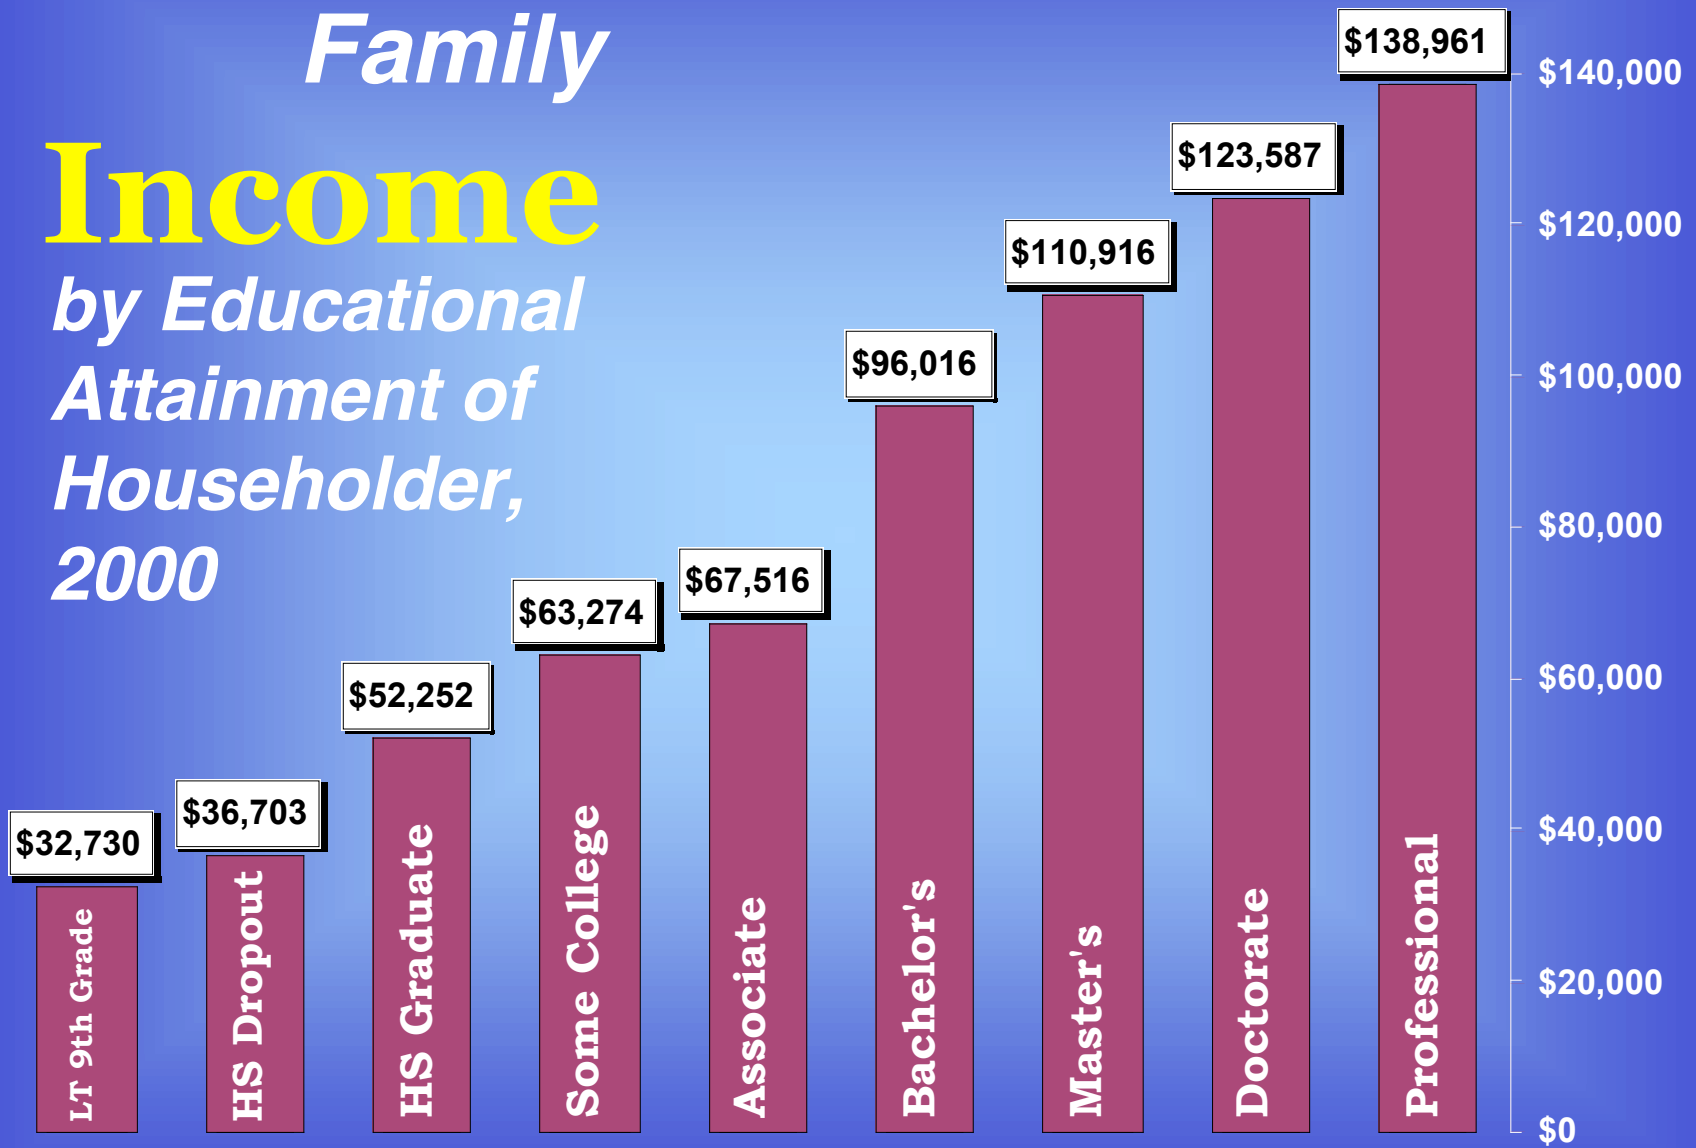 Family
Income
by Educational
Attainment of
Householder,
2000
$32,730
$36,703
$52,252
$63,274
$67,516
$96,016
$110,916
$123,587
$138,961
LT 9th Grade
HS Dropout
HS Graduate
Some College
Associate
Bachelor's
Master's
Doctorate
Professional
$140,000
$120,000
$100,000
$80,000
$60,000
$40,000
$20,000
$0